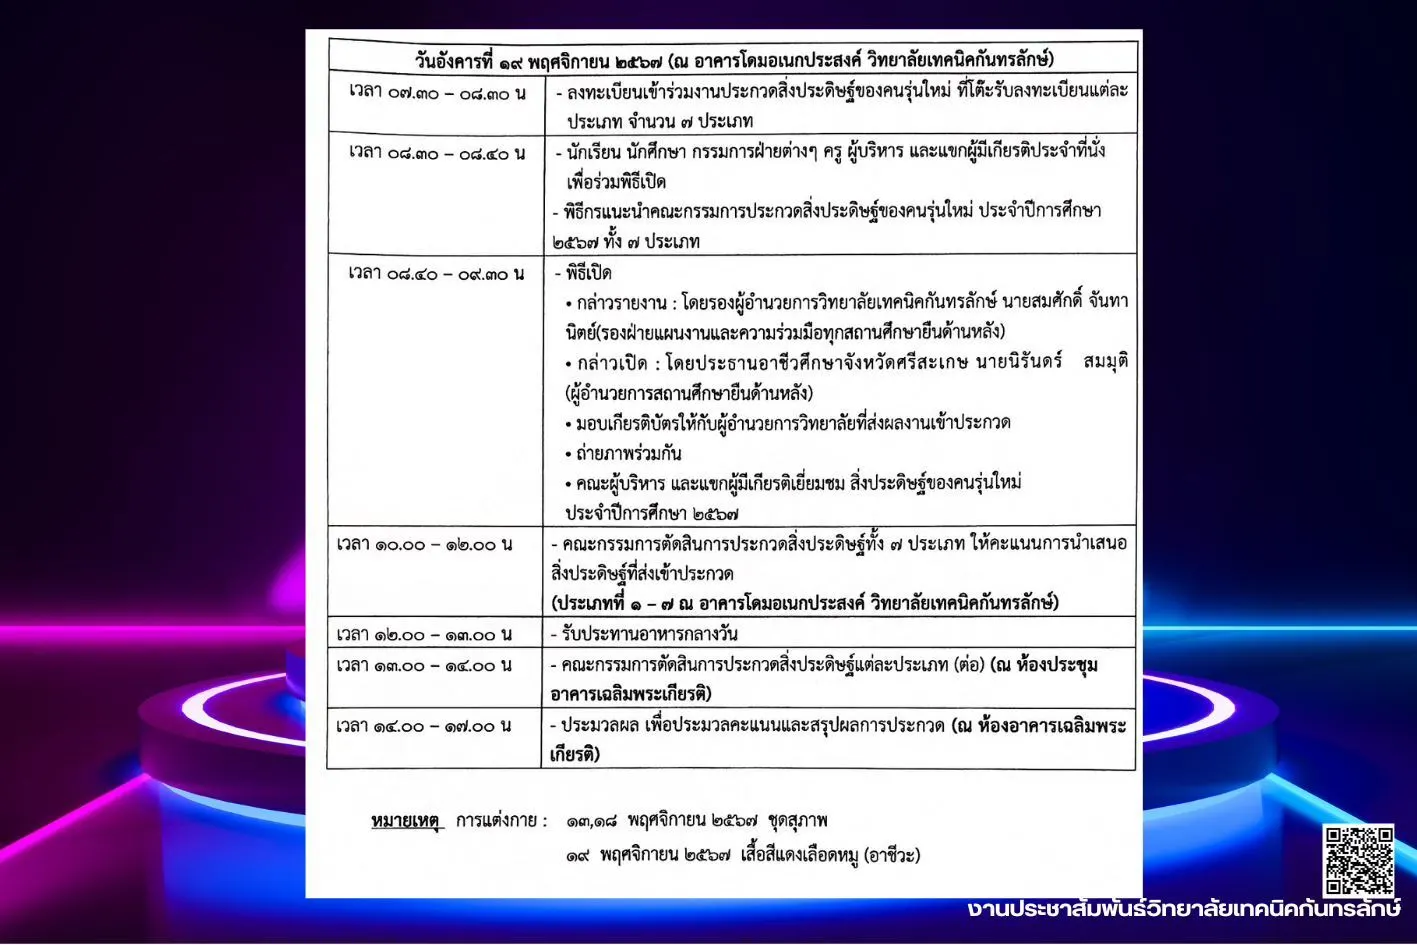 วันอังคารที่ ๑๙ พฤศจิกายน ๒๕๖๗ (ณ อาคารโดมอเนกประสงค์ วิทยาลัยเทคนิคกันทรลักษ์)
เวลา ๐๗.๓๐ – ๐๘.๓๐ น
- ลงทะเบียนเข้าร่วมงานประกวดสิ่งประดิษฐ์ของคนรุ่นใหม่ ที่โต๊ะรับลงทะเบียนแต่ละ
ประเภท จำนวน ๗ ประเภท
เวลา ๐๘.๓๐ – ๐๘.๔๐ น
- นักเรียน นักศึกษา กรรมการฝ่ายต่างๆ ครู ผู้บริหาร และแขกผู้มีเกียรติประจำที่นั่ง
เพื่อร่วมพิธีเปิด
- พิธีกรแนะนำคณะกรรมการประกวดสิ่งประดิษฐ์ของคนรุ่นใหม่ ประจำปีการศึกษา
๒๕๖๗ ทั้ง ๗ ประเภท
เวลา ๐๘.๔๐ – ๐๙.๓๐ น
- พิธีเปิด
• กล่าวรายงาน : โดยรองผู้อำนวยการวิทยาลัยเทคนิคกันทรลักษ์ นายสมศักดิ์ จันทา
นิตย์(รองฝ่ายแผนงานและความร่วมมือทุกสถานศึกษายืนด้านหลัง)
• กล่าวเปิด : โดยประธานอาชีวศึกษาจังหวัดศรีสะเกษ นายนิรันดร์ สมมุติ
(ผู้อำนวยการสถานศึกษายืนด้านหลัง)
• มอบเกียรติบัตรให้กับผู้อำนวยการวิทยาลัยที่ส่งผลงานเข้าประกวด
• ถ่ายภาพร่วมกัน
• คณะผู้บริหาร และแขกผู้มีเกียรติเยี่ยมชม สิ่งประดิษฐ์ของคนรุ่นใหม่
ประจำปีการศึกษา ๒๕๖๗
เวลา ๑๐.๐๐ – ๑๒.๐๐ น
- คณะกรรมการตัดสินการประกวดสิ่งประดิษฐ์ทั้ง ๗ ประเภท ให้คะแนนการนำเสนอ
สิ่งประดิษฐ์ที่ส่งเข้าประกวด
(ประเภทที่ ๑ – ๗ ณ อาคารโดมอเนกประสงค์ วิทยาลัยเทคนิคกันทรลักษ์)
เวลา ๑๒.๐๐ – ๑๓.๐๐ น
- รับประทานอาหารกลางวัน
เวลา ๑๓.๐๐ – ๑๔.๐๐ น
- คณะกรรมการตัดสินการประกวดสิ่งประดิษฐ์แต่ละประเภท (ต่อ) (ณ ห้องประชุม
อาคารเฉลิมพระเกียรติ)
เวลา ๑๔.๐๐ – ๑๗.๐๐ น
- ประมวลผล เพื่อประมวลคะแนนและสรุปผลการประกวด (ณ ห้องอาคารเฉลิมพระ
เกียรติ)
หมายเหตุ การแต่งกาย : ๑๓,๑๘ พฤศจิกายน ๒๕๖๗ ชุดสุภาพ
๑๙ พฤศจิกายน ๒๕๖๗ เสื้อสีแดงเลือดหมู (อาชีวะ)
งานประชาสัมพันธ์วิทยาลัยเทคนิคกันทรลักษ์